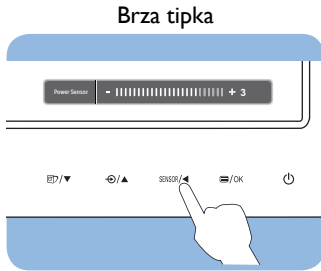 Brza tipka
Power Sensor - + 3
/▼ /▲ SENSOR/◄ /OK